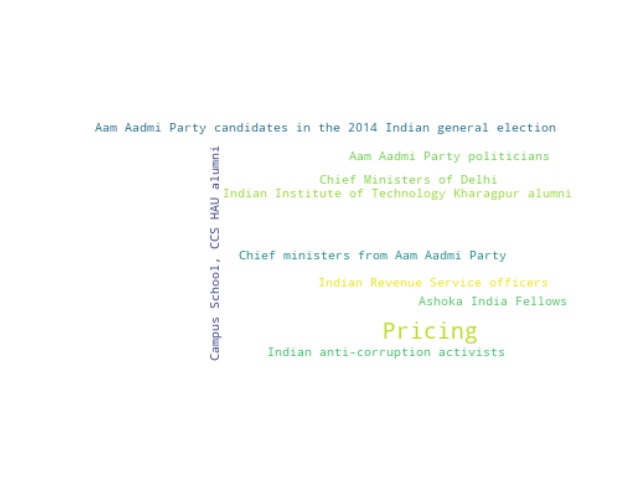 Aam Aadmi Party candidates in the 2014 Indian general election
Campus School, CCS HAU alumni
Aam Aadmi Party politicians
Chief Ministers of Delhi
Indian Institute of Technology Kharagpur alumni
Chief ministers from Aam Aadmi Party
Indian Revenue Service officers
Ashoka India Fellows
Pricing
Indian anti-corruption activists